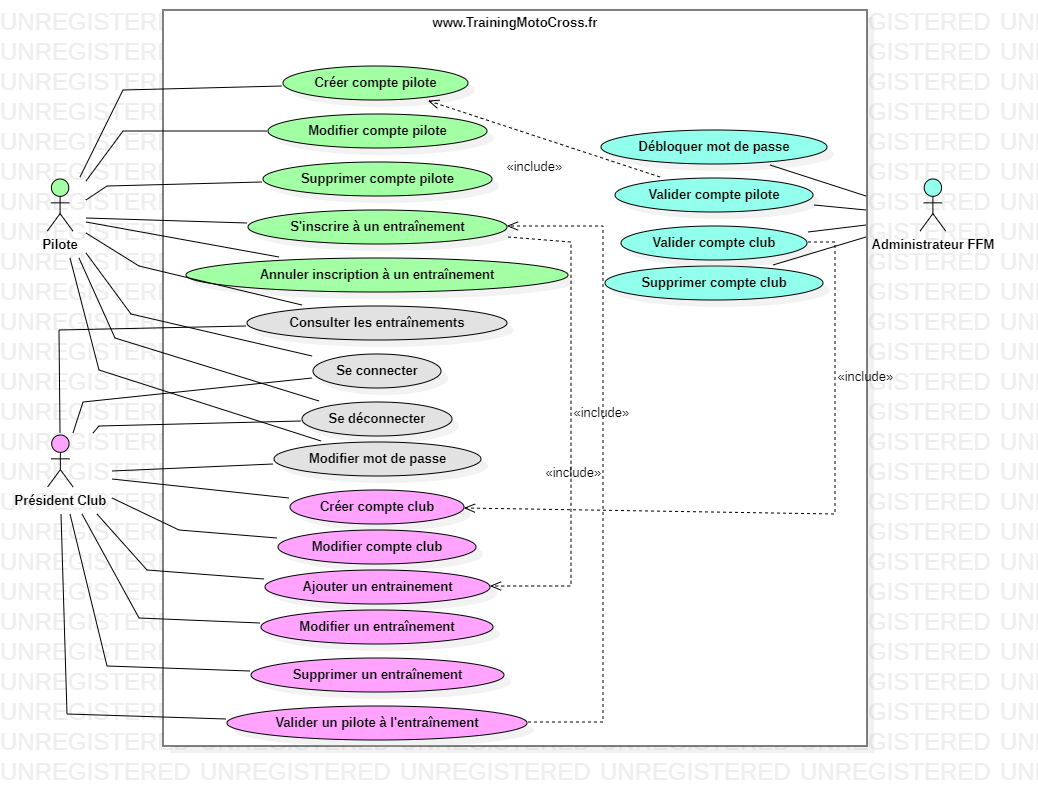 www.TrainingMotoCross.fr
Créer compte pilote
Modifier compte pilote
Débloquer mot de passe
«include»
Supprimer compte pilote
Valider compte pilote
S'inscrire à un entraînement
Pilote
Valider compte club
Administrateur FFM
Annuler inscription à un entraînement
Supprimer compte club
Consulter les entraînements
Se connecter
«include»
Se déconnecter
«include»
Modifier mot de passe
«include»
Président Club
Créer compte club
Modifier compte club
Ajouter un entrainement
Modifier un entraînement
Supprimer un entraînement
Valider un pilote à l'entraînement
UNREGISTERED UNREGISTERED UNREGISTERED UNREGISTERED UNREGISTERED UNI